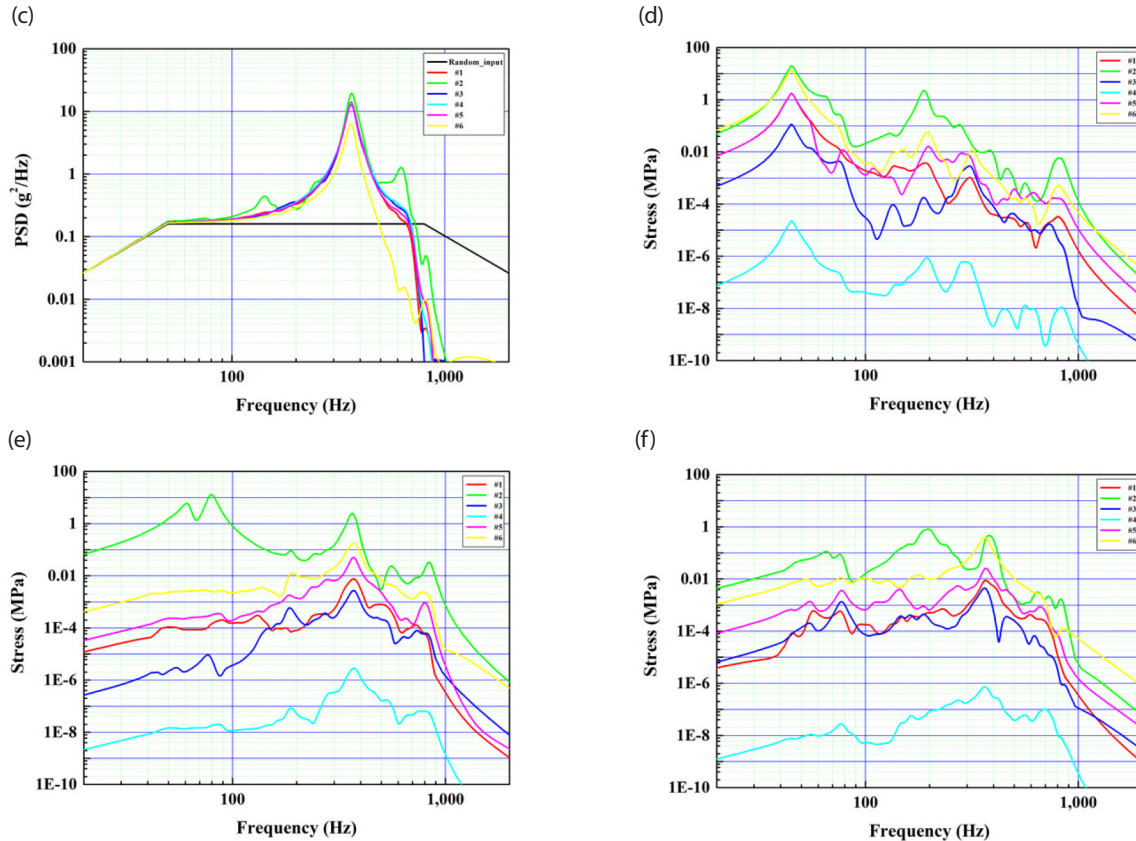 (c)
100
10
1
0.1
0.01
0.001
PSD (g²/Hz)
Random_input
#1
#2
#3
#4
#5
#6
100
1,000
Frequency (Hz)
(d)
100
1
0.01
1E-4
1E-6
1E-8
1E-10
Stress (MPa)
#1
#2
#3
#4
#5
#6
100
1,000
Frequency (Hz)
(e)
100
1
0.01
1E-4
1E-6
1E-8
1E-10
Stress (MPa)
#1
#2
#3
#4
#5
#6
100
1,000
Frequency (Hz)
(f)
100
1
0.01
1E-4
1E-6
1E-8
1E-10
Stress (MPa)
#1
#2
#3
#4
#5
#6
100
1,000
Frequency (Hz)